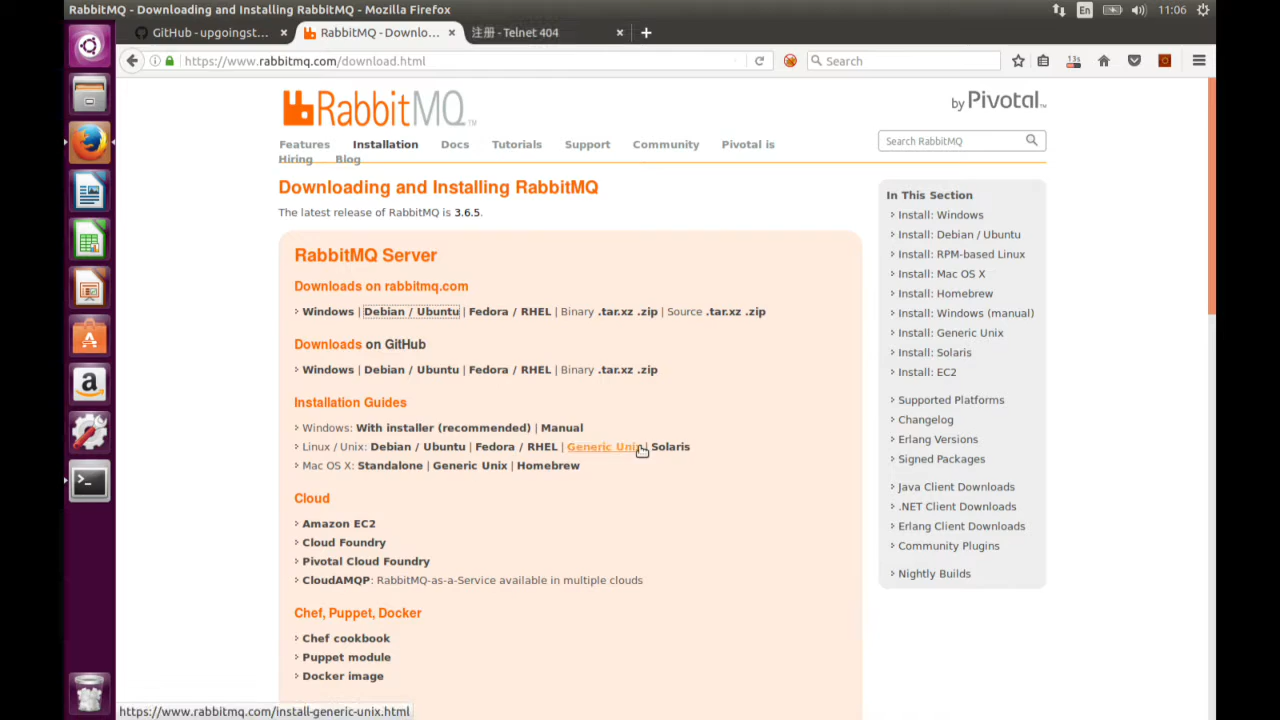 RabbitMQ - Downloading and Installing RabbitMQ - Mozilla Firefox
En
11:06
GitHub - upgoingst...
RabbitMQ - Downlo...
注册 - Telnet 404
https://www.rabbitmq.com/download.html
Search
13s
RabbitMQ TM
by Pivotal TM
Features Installation Docs Tutorials Support Community Pivotal is
Hiring Blog
Search RabbitMQ
Downloading and Installing RabbitMQ
The latest release of RabbitMQ is 3.6.5.
RabbitMQ Server
Downloads on rabbitmq.com
Windows | Debian / Ubuntu | Fedora / RHEL | Binary .tar.xz .zip | Source .tar.xz .zip
Downloads on GitHub
Windows | Debian / Ubuntu | Fedora / RHEL | Binary .tar.xz .zip
Installation Guides
Windows: With installer (recommended) | Manual
Linux / Unix: Debian / Ubuntu | Fedora / RHEL | Generic Unix | Solaris
Mac OS X: Standalone | Generic Unix | Homebrew
Cloud
Amazon EC2
Cloud Foundry
Pivotal Cloud Foundry
CloudAMQP: RabbitMQ-as-a-Service available in multiple clouds
Chef, Puppet, Docker
Chef cookbook
Puppet module
Docker image
In This Section
Install: Windows
Install: Debian / Ubuntu
Install: RPM-based Linux
Install: Mac OS X
Install: Homebrew
Install: Windows (manual)
Install: Generic Unix
Install: Solaris
Install: EC2
Supported Platforms
Changelog
Erlang Versions
Signed Packages
Java Client Downloads
.NET Client Downloads
Erlang Client Downloads
Community Plugins
Nightly Builds
https://www.rabbitmq.com/install-generic-unix.html